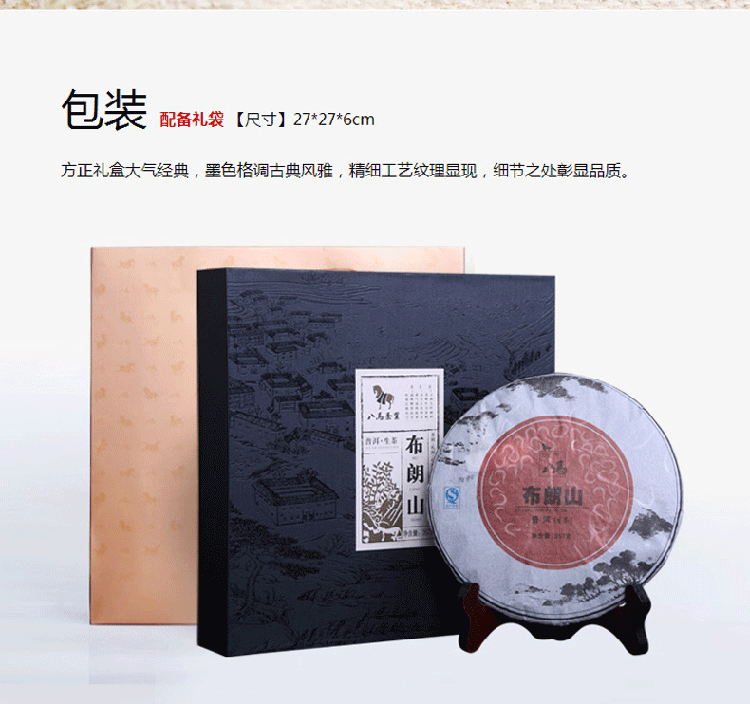 包装 配备礼袋 【尺寸】27*27*6cm
方正礼盒大气经典，墨色格调古典风雅，精细工艺纹理显现，细节之处彰显品质。
八马茶业
普洱·生茶
布朗山
八马
布朗山